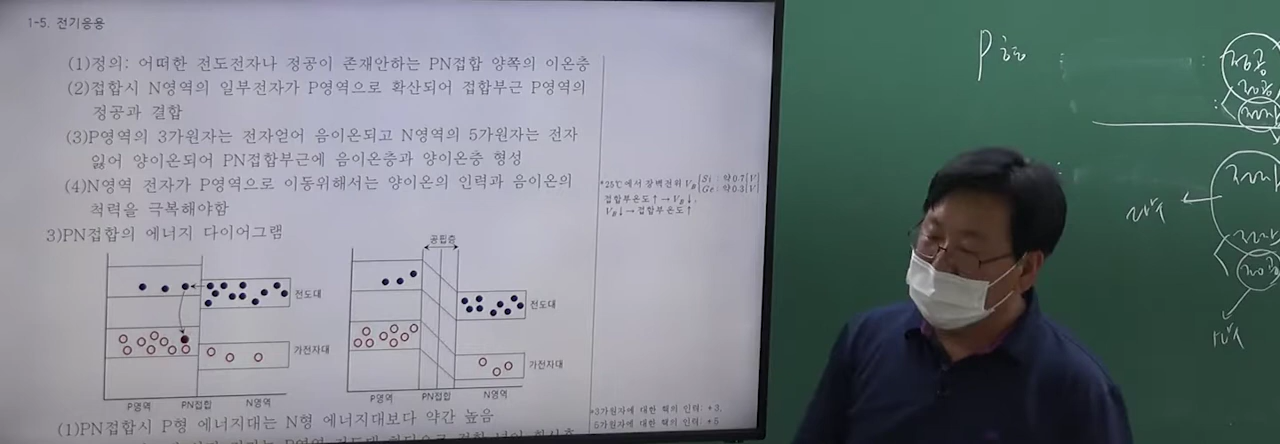 1-5. 전기응용
(1)정의: 어떠한 전도전자나 정공이 존재안하는 PN접합 양쪽의 이온층
(2)접합시 N영역의 일부전자가 P영역으로 확산되어 접합부근 P영역의
정공과 결합
(3)P영역의 3가원자는 전자얻어 음이온되고 N영역의 5가원자는 전자
잃어 양이온되어 PN접합부근에 음이온층과 양이온층 형성
(4)N영역 전자가 P영역으로 이동위해서는 양이온의 인력과 음이온의
척력을 극복해야함
3)PN접합의 에너지 다이어그램
공핍층
전도대
가전자대
P영역 PN접합 N영역
전도대
가전자대
P영역 PN접합 N영역
(1)PN접합시 P형 에너지대는 N형 에너지대보다 약간 높음
*25℃에서 장벽전위 V_B Si : 약0.7[V]
Ge : 약0.3[V]
접합부온도↑→V_B↓,
V_B↓→접합부온도↑
*3가원자에 대한 핵의 인력: +3,
5가원자에 대한 핵의 인력: +5
P
정공
정공
전자
정공